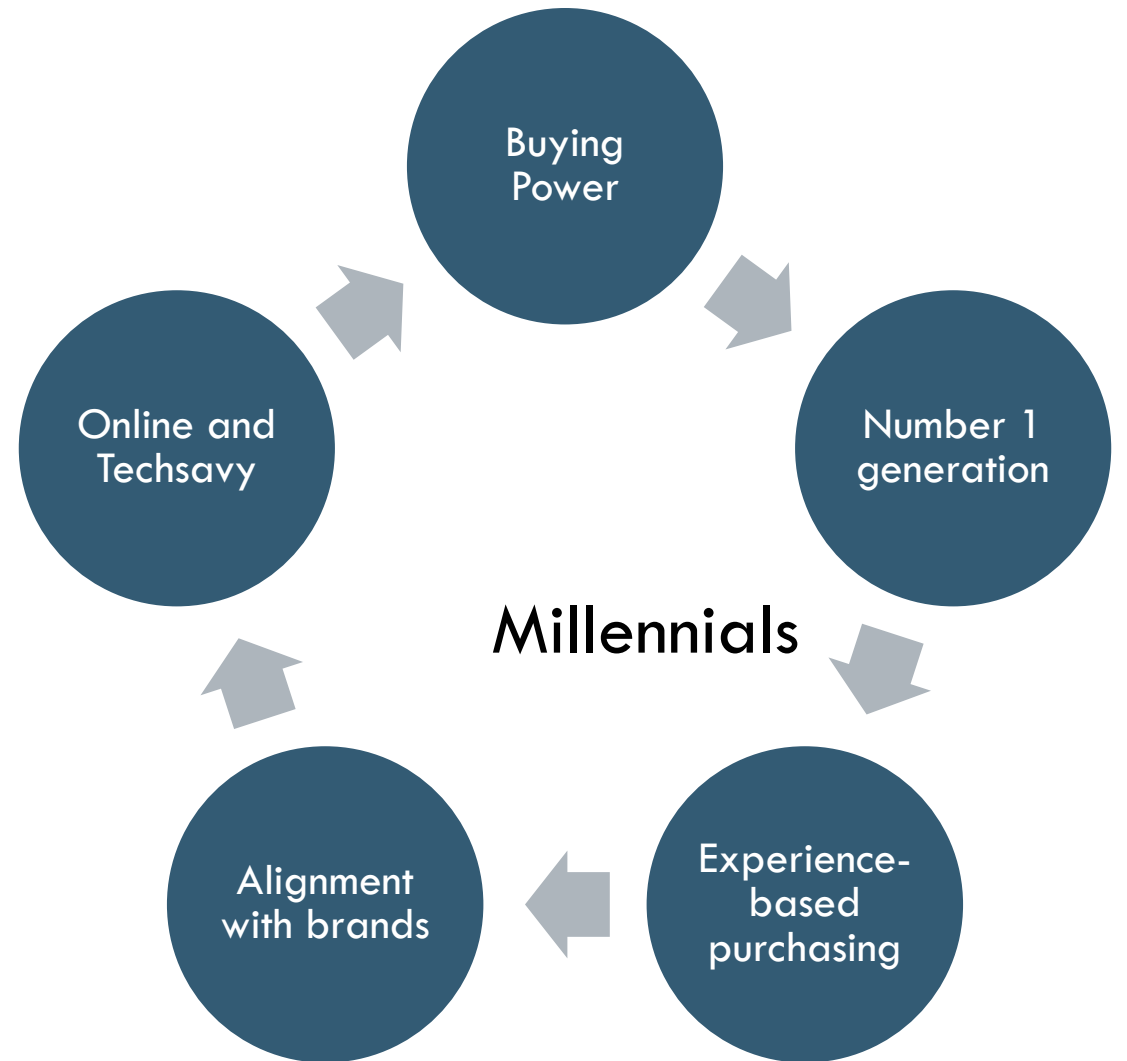 Buying
Power
Number 1
generation
Experience-
based
purchasing
Alignment
with brands
Online and
Techsavy
Millennials